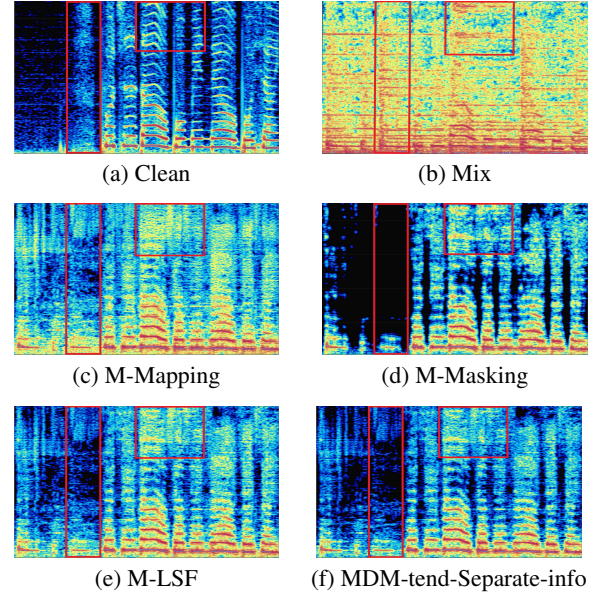 (a) Clean
(b) Mix
(c) M-Mapping
(d) M-Masking
(e) M-LSF
(f) MDM-tend-Separate-info